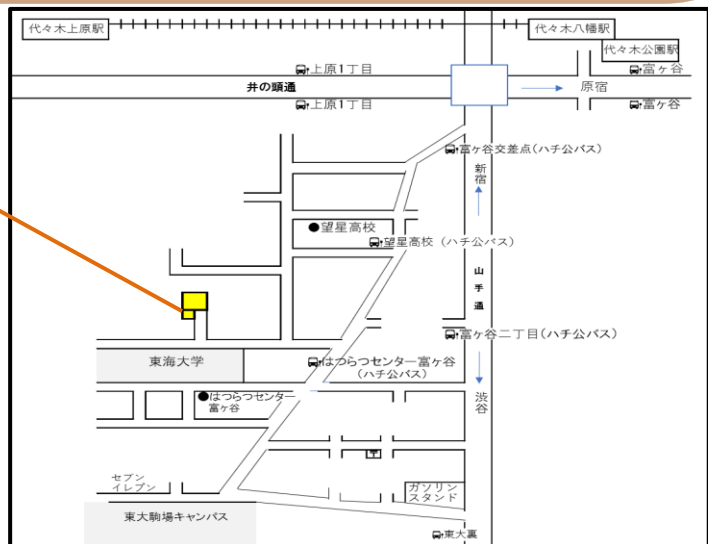 代々木上原駅
代々木八幡駅
代々木公園駅
上原1丁目
富ヶ谷
井の頭通
原宿
上原1丁目
富ヶ谷
富ヶ谷交差点(ハチ公バス)
新宿
望星高校
望星高校 (ハチ公バス)
山手通
富ヶ谷二丁目(ハチ公バス)
東海大学
はつらつセンター富ヶ谷
(ハチ公バス)
はつらつセンター
富ヶ谷
渋谷
〒
セブン
イレブン
ガソリン
スタンド
東大駒場キャンパス
東大裏